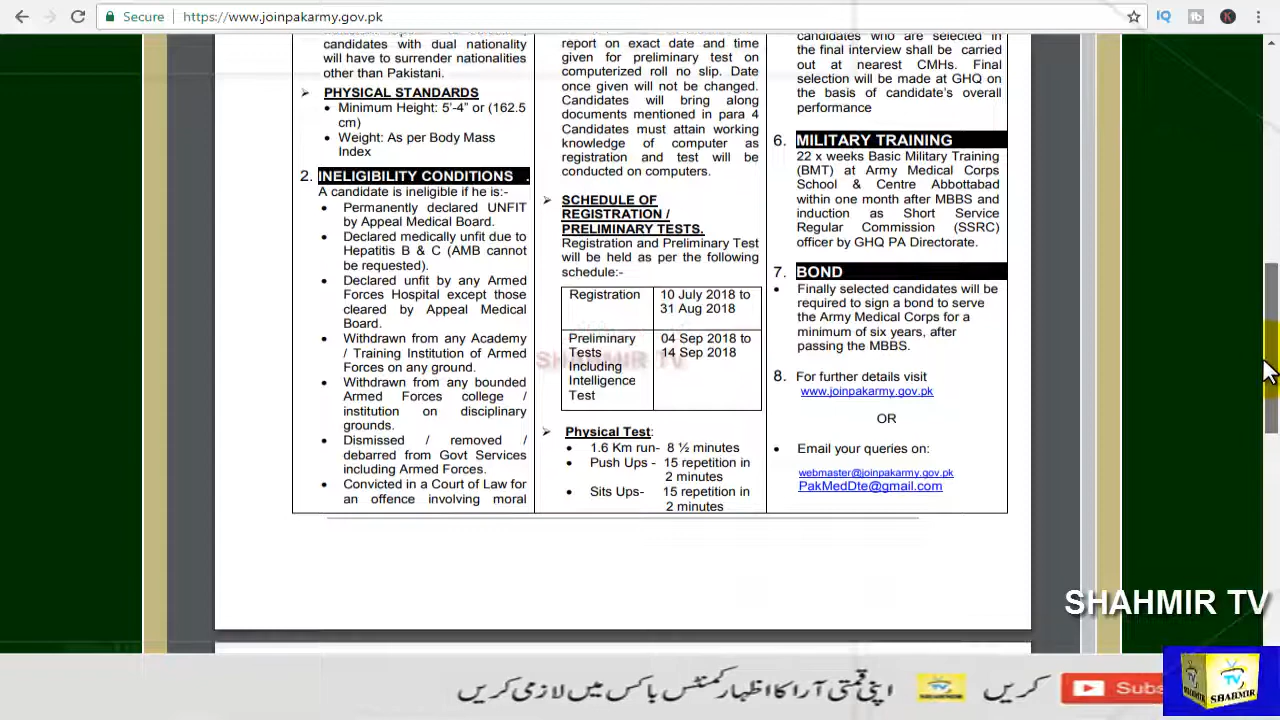 Secure
https://www.joinpakarmy.gov.pk
candidates with dual nationality
will have to surrender nationalities
other than Pakistani.
➢ PHYSICAL STANDARDS
• Minimum Height: 5'-4" or (162.5
cm)
• Weight: As per Body Mass
Index
2. INELIGIBILITY CONDITIONS .
A candidate is ineligible if he is:-
• Permanently declared UNFIT
by Appeal Medical Board.
• Declared medically unfit due to
Hepatitis B & C (AMB cannot
be requested).
• Declared unfit by any Armed
Forces Hospital except those
cleared by Appeal Medical
Board.
• Withdrawn from any Academy
/ Training Institution of Armed
Forces on any ground.
• Withdrawn from any bounded
Armed Forces college /
institution on disciplinary
grounds.
• Dismissed / removed /
debarred from Govt Services
including Armed Forces.
• Convicted in a Court of Law for
an offence involving moral
report on exact date and time
given for preliminary test on
computerized roll no slip. Date
once given will not be changed.
Candidates will bring along
documents mentioned in para 4
Candidates must attain working
knowledge of computer as
registration and test will be
conducted on computers.
➢ SCHEDULE OF
REGISTRATION /
PRELIMINARY TESTS.
Registration and Preliminary Test
will be held as per the following
schedule:-
Registration 10 July 2018 to
31 Aug 2018
Preliminary 04 Sep 2018 to
Tests 14 Sep 2018
Including
Intelligence
Test
➢ Physical Test:
• 1.6 Km run- 8 ½ minutes
• Push Ups - 15 repetition in
2 minutes
• Sits Ups- 15 repetition in
2 minutes
candidates who are selected in
the final interview shall be carried
out at nearest CMHs. Final
selection will be made at GHQ on
the basis of candidate's overall
performance
6. MILITARY TRAINING
22 x weeks Basic Military Training
(BMT) at Army Medical Corps
School & Centre Abbottabad
within one month after MBBS and
induction as Short Service
Regular Commission (SSRC)
officer by GHQ PA Directorate.
7. BOND
• Finally selected candidates will be
required to sign a bond to serve
the Army Medical Corps for a
minimum of six years, after
passing the MBBS.
8. For further details visit
www.joinpakarmy.gov.pk
OR
• Email your queries on:
webmaster@joinpakarmy.gov.pk
PakMedDte@gmail.com
SHAHMIR TV
SHAHMIR TV
اپنی قیمتی آرا کا اظہار کمنٹس باکس میں لازمی کریں
کریں
Subs
SHAHMIR